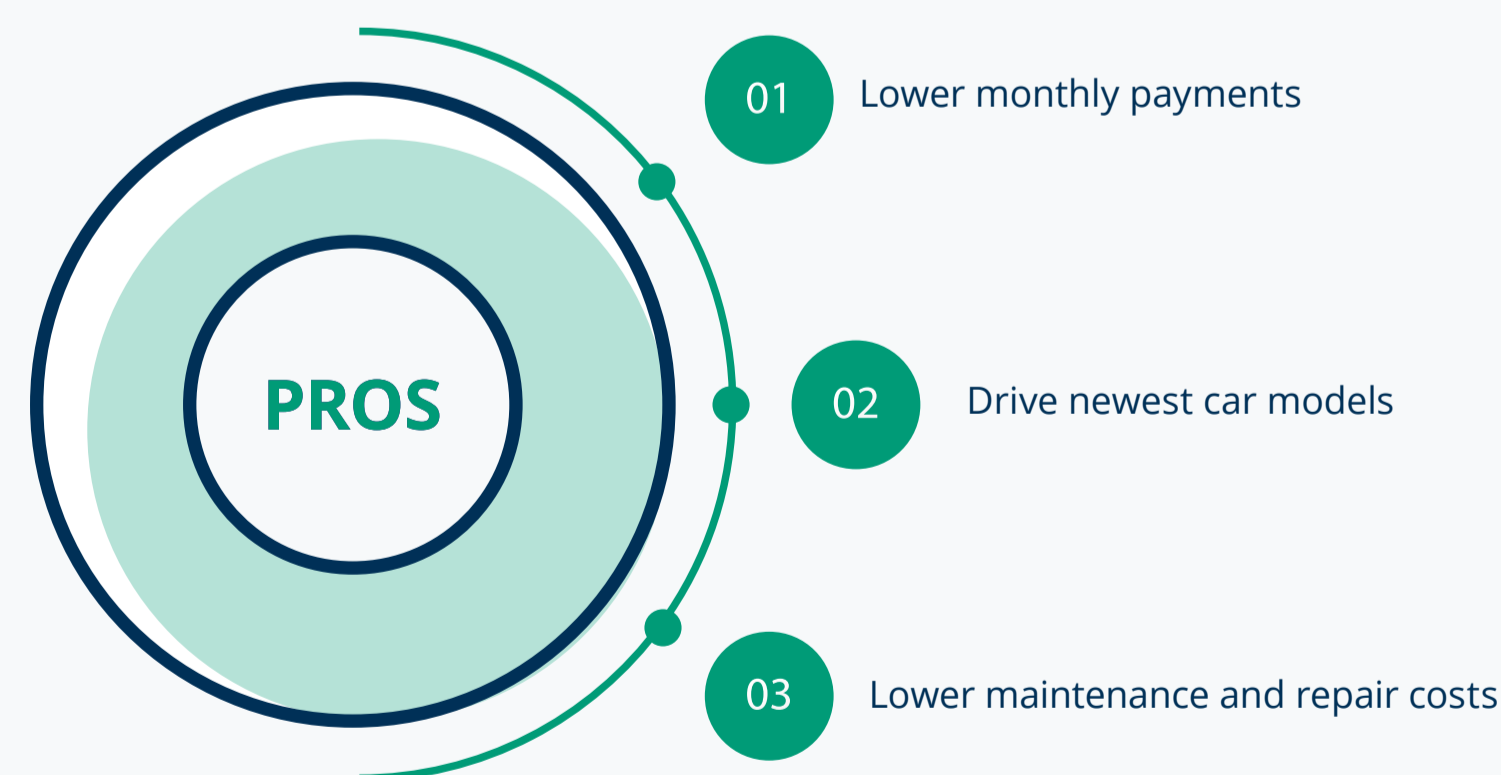 PROS
01
Lower monthly payments
02
Drive newest car models
03
Lower maintenance and repair costs